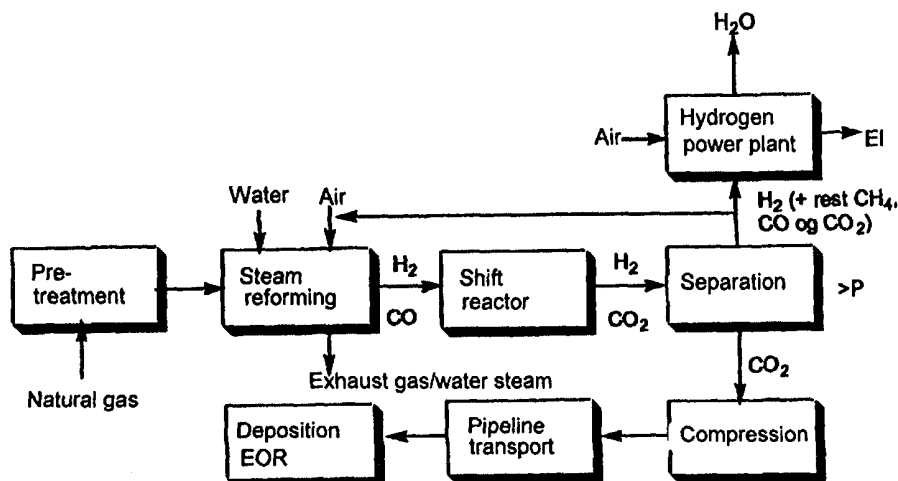 H₂O
Hydrogen
power plant
Air
El
Water
Air
H₂ (+ rest CH₄,
CO og CO₂)
Pre-
treatment
Steam
reforming
H₂
CO
Shift
reactor
H₂
CO₂
Separation
>P
Natural gas
Exhaust gas/water steam
CO₂
Deposition
EOR
Pipeline
transport
Compression